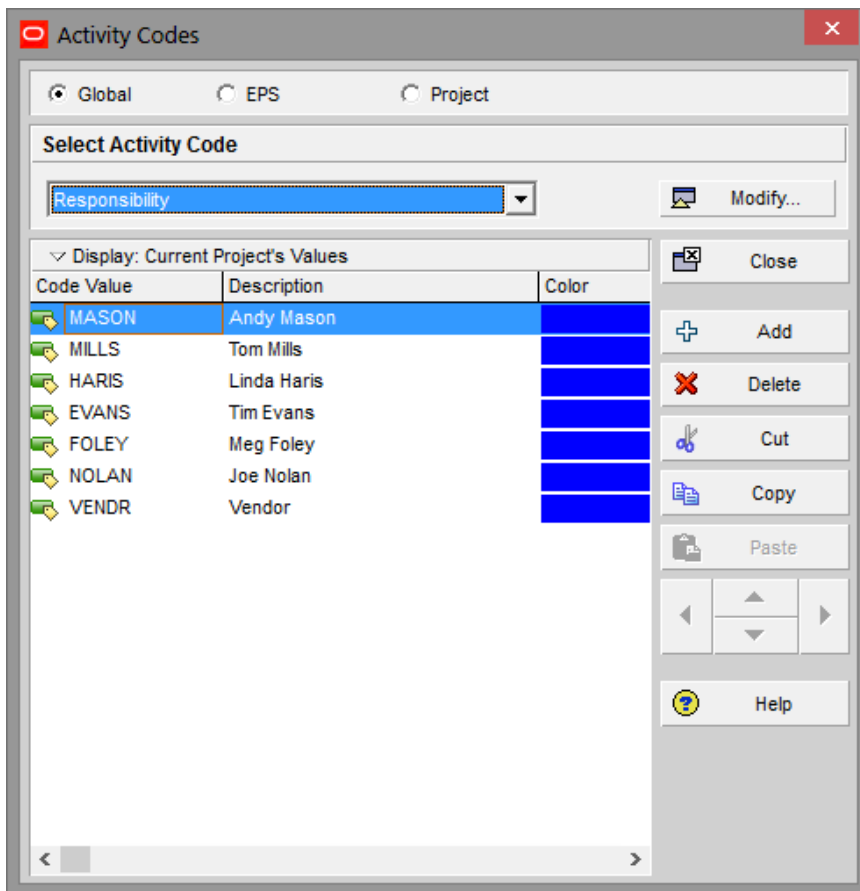 Activity Codes
Global EPS Project
Select Activity Code
Responsibility Modify...
Display: Current Project's Values Close
Code Value Description Color
MASON Andy Mason Add
MILLS Tom Mills
HARIS Linda Haris Delete
EVANS Tim Evans
FOLEY Meg Foley Cut
NOLAN Joe Nolan Copy
VENDR Vendor
Paste
Help